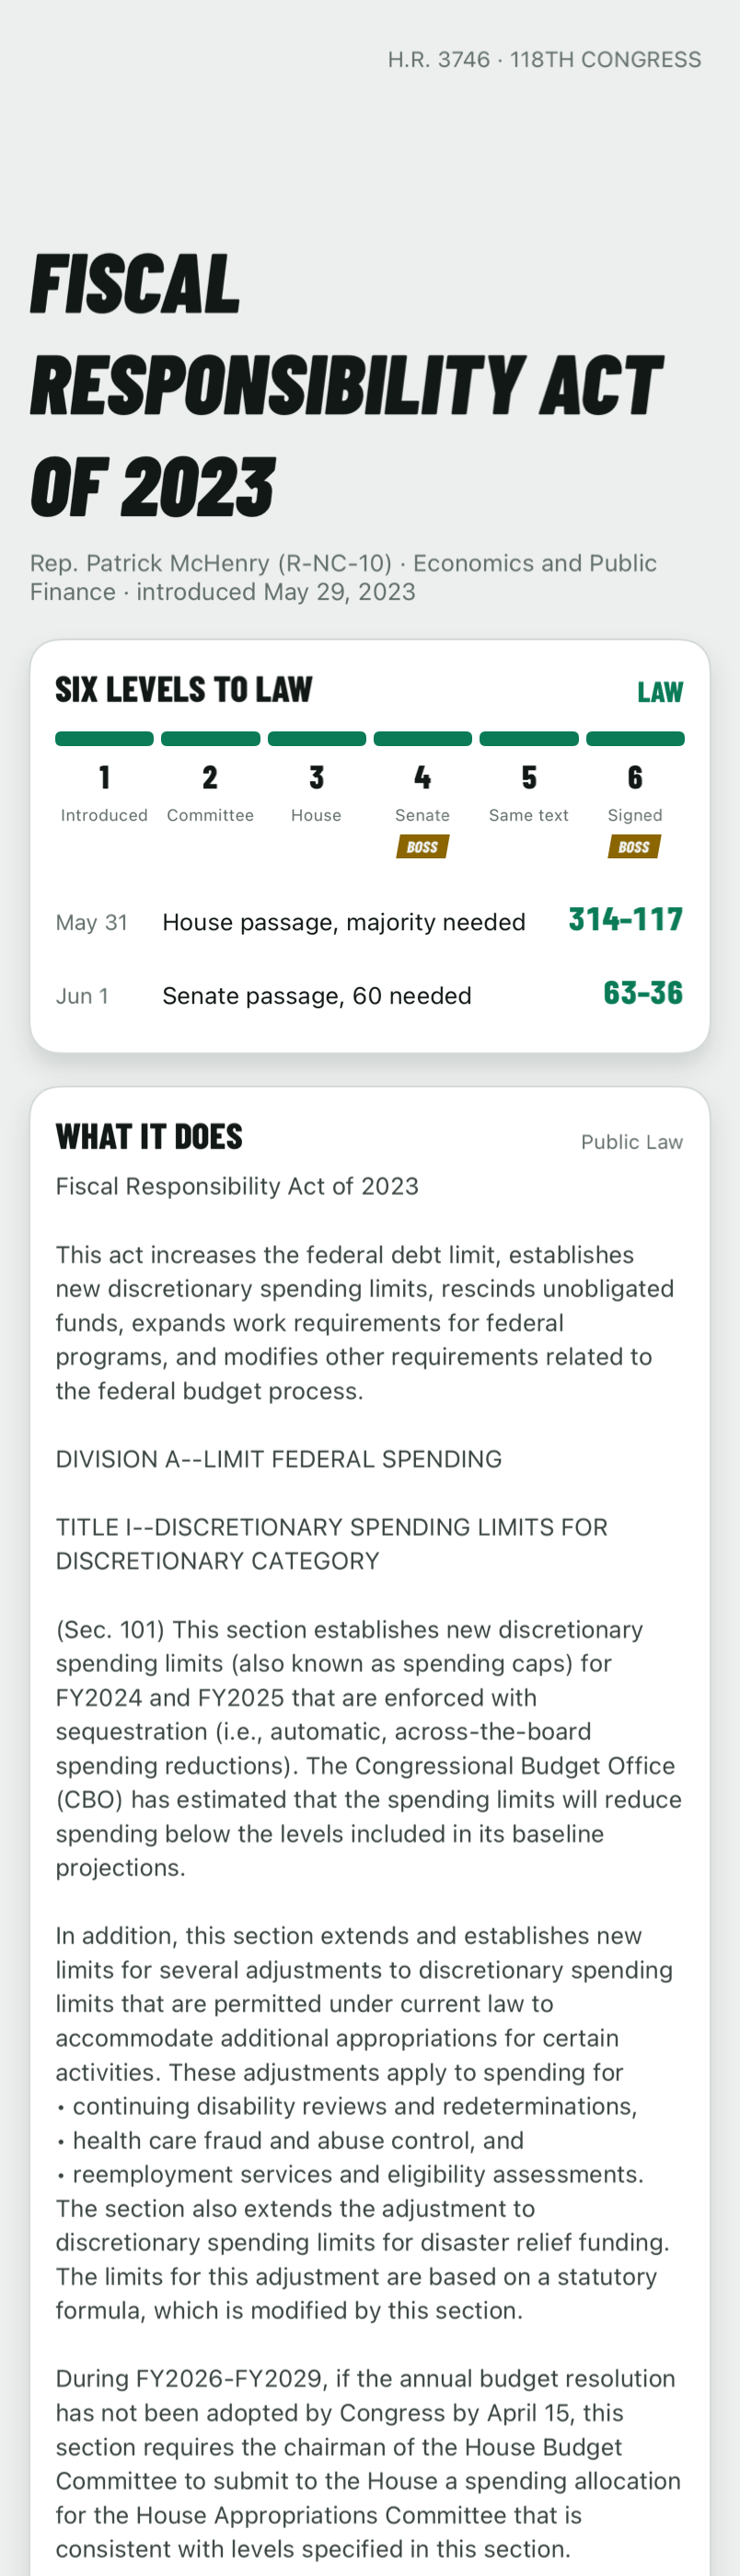 H.R. 3746 · 118TH CONGRESS
FISCAL
RESPONSIBILITY ACT
OF 2023
Rep. Patrick McHenry (R-NC-10) · Economics and Public
Finance · introduced May 29, 2023
SIX LEVELS TO LAW
LAW
1 2 3 4 5 6
Introduced Committee House Senate Same text Signed
BOSS BOSS
May 31 House passage, majority needed 314–117
Jun 1 Senate passage, 60 needed 63–36
WHAT IT DOES
Public Law
Fiscal Responsibility Act of 2023
This act increases the federal debt limit, establishes
new discretionary spending limits, rescinds unobligated
funds, expands work requirements for federal
programs, and modifies other requirements related to
the federal budget process.
DIVISION A--LIMIT FEDERAL SPENDING
TITLE I--DISCRETIONARY SPENDING LIMITS FOR
DISCRETIONARY CATEGORY
(Sec. 101) This section establishes new discretionary
spending limits (also known as spending caps) for
FY2024 and FY2025 that are enforced with
sequestration (i.e., automatic, across-the-board
spending reductions). The Congressional Budget Office
(CBO) has estimated that the spending limits will reduce
spending below the levels included in its baseline
projections.
In addition, this section extends and establishes new
limits for several adjustments to discretionary spending
limits that are permitted under current law to
accommodate additional appropriations for certain
activities. These adjustments apply to spending for
• continuing disability reviews and redeterminations,
• health care fraud and abuse control, and
• reemployment services and eligibility assessments.
The section also extends the adjustment to
discretionary spending limits for disaster relief funding.
The limits for this adjustment are based on a statutory
formula, which is modified by this section.
During FY2026-FY2029, if the annual budget resolution
has not been adopted by Congress by April 15, this
section requires the chairman of the House Budget
Committee to submit to the House a spending allocation
for the House Appropriations Committee that is
consistent with levels specified in this section.